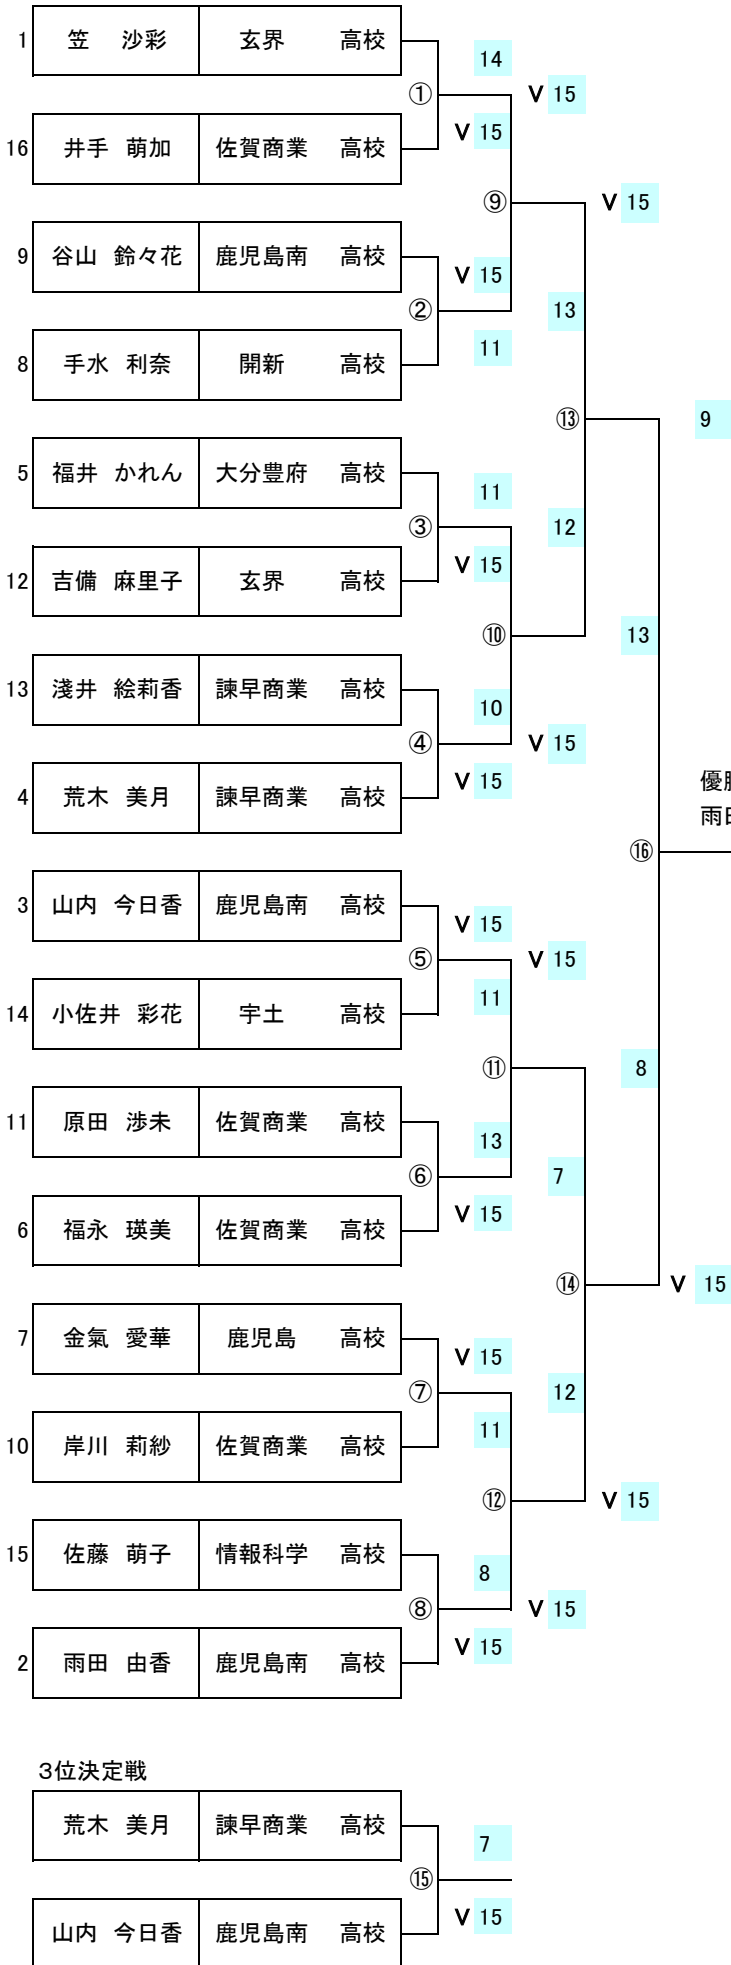 1 笠 沙彩 玄界 高校
14
① V 15
V 15
16 井手 萌加 佐賀商業 高校
⑨ V 15
9 谷山 鈴々花 鹿児島南 高校
V 15
② 13
11
8 手水 利奈 開新 高校
⑬ 9
5 福井 かれん 大分豊府 高校
11
③ 12
V 15
12 吉備 麻里子 玄界 高校
⑩ 13
13 淺井 絵莉香 諫早商業 高校
10
④ V 15
V 15
4 荒木 美月 諫早商業 高校
⑯
3 山内 今日香 鹿児島南 高校
V 15
⑤ V 15
11
14 小佐井 彩花 宇土 高校
⑪ 8
11 原田 渉未 佐賀商業 高校
13
⑥ 7
V 15
6 福永 瑛美 佐賀商業 高校
⑭ V 15
7 金氣 愛華 鹿児島 高校
V 15
⑦ 12
11
10 岸川 莉紗 佐賀商業 高校
⑫ V 15
15 佐藤 萌子 情報科学 高校
8
⑧ V 15
V 15
2 雨田 由香 鹿児島南 高校
3位決定戦
荒木 美月 諫早商業 高校
7
⑮
V 15
山内 今日香 鹿児島南 高校